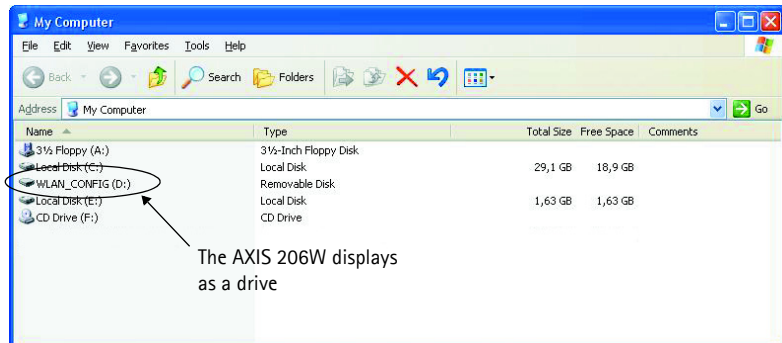 My Computer
File Edit View Favorites Tools Help
Back Search Folders
Address My Computer Go
Name Type Total Size Free Space Comments
3½ Floppy (A:) 3½-Inch Floppy Disk
Local Disk (C:) Local Disk 29,1 GB 18,9 GB
WLAN_CONFIG (D:) Removable Disk
Local Disk (E:) Local Disk 1,63 GB 1,63 GB
CD Drive (F:) CD Drive
The AXIS 206W displays
as a drive